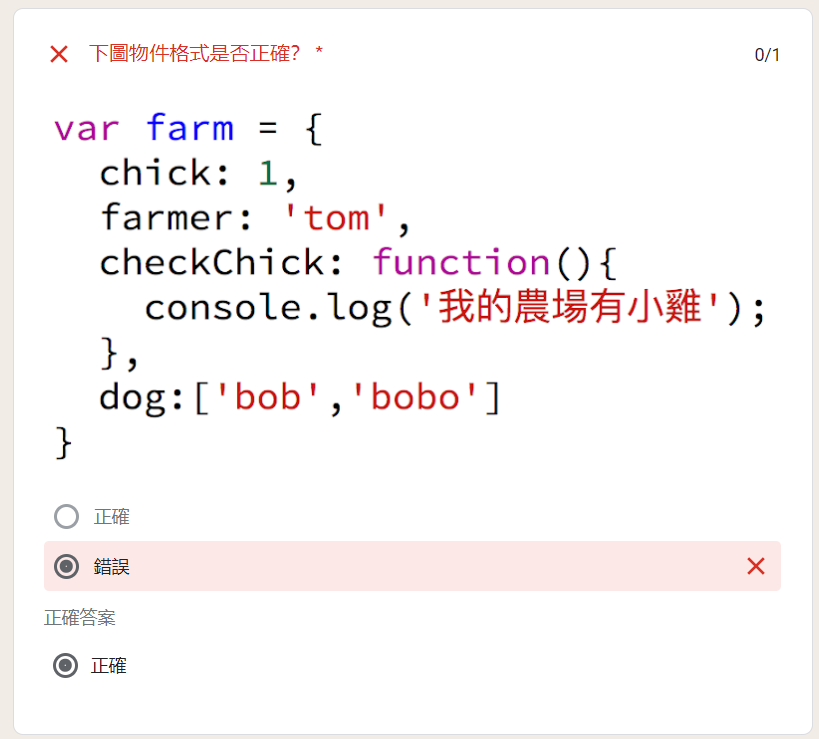 下圖物件格式是否正確? *
0/1
var farm = {
  chick: 1,
  farmer: 'tom',
  checkChick: function(){
    console.log('我的農場有小雞');
  },
  dog:['bob','bobo']
}
正確
錯誤
正確答案
正確